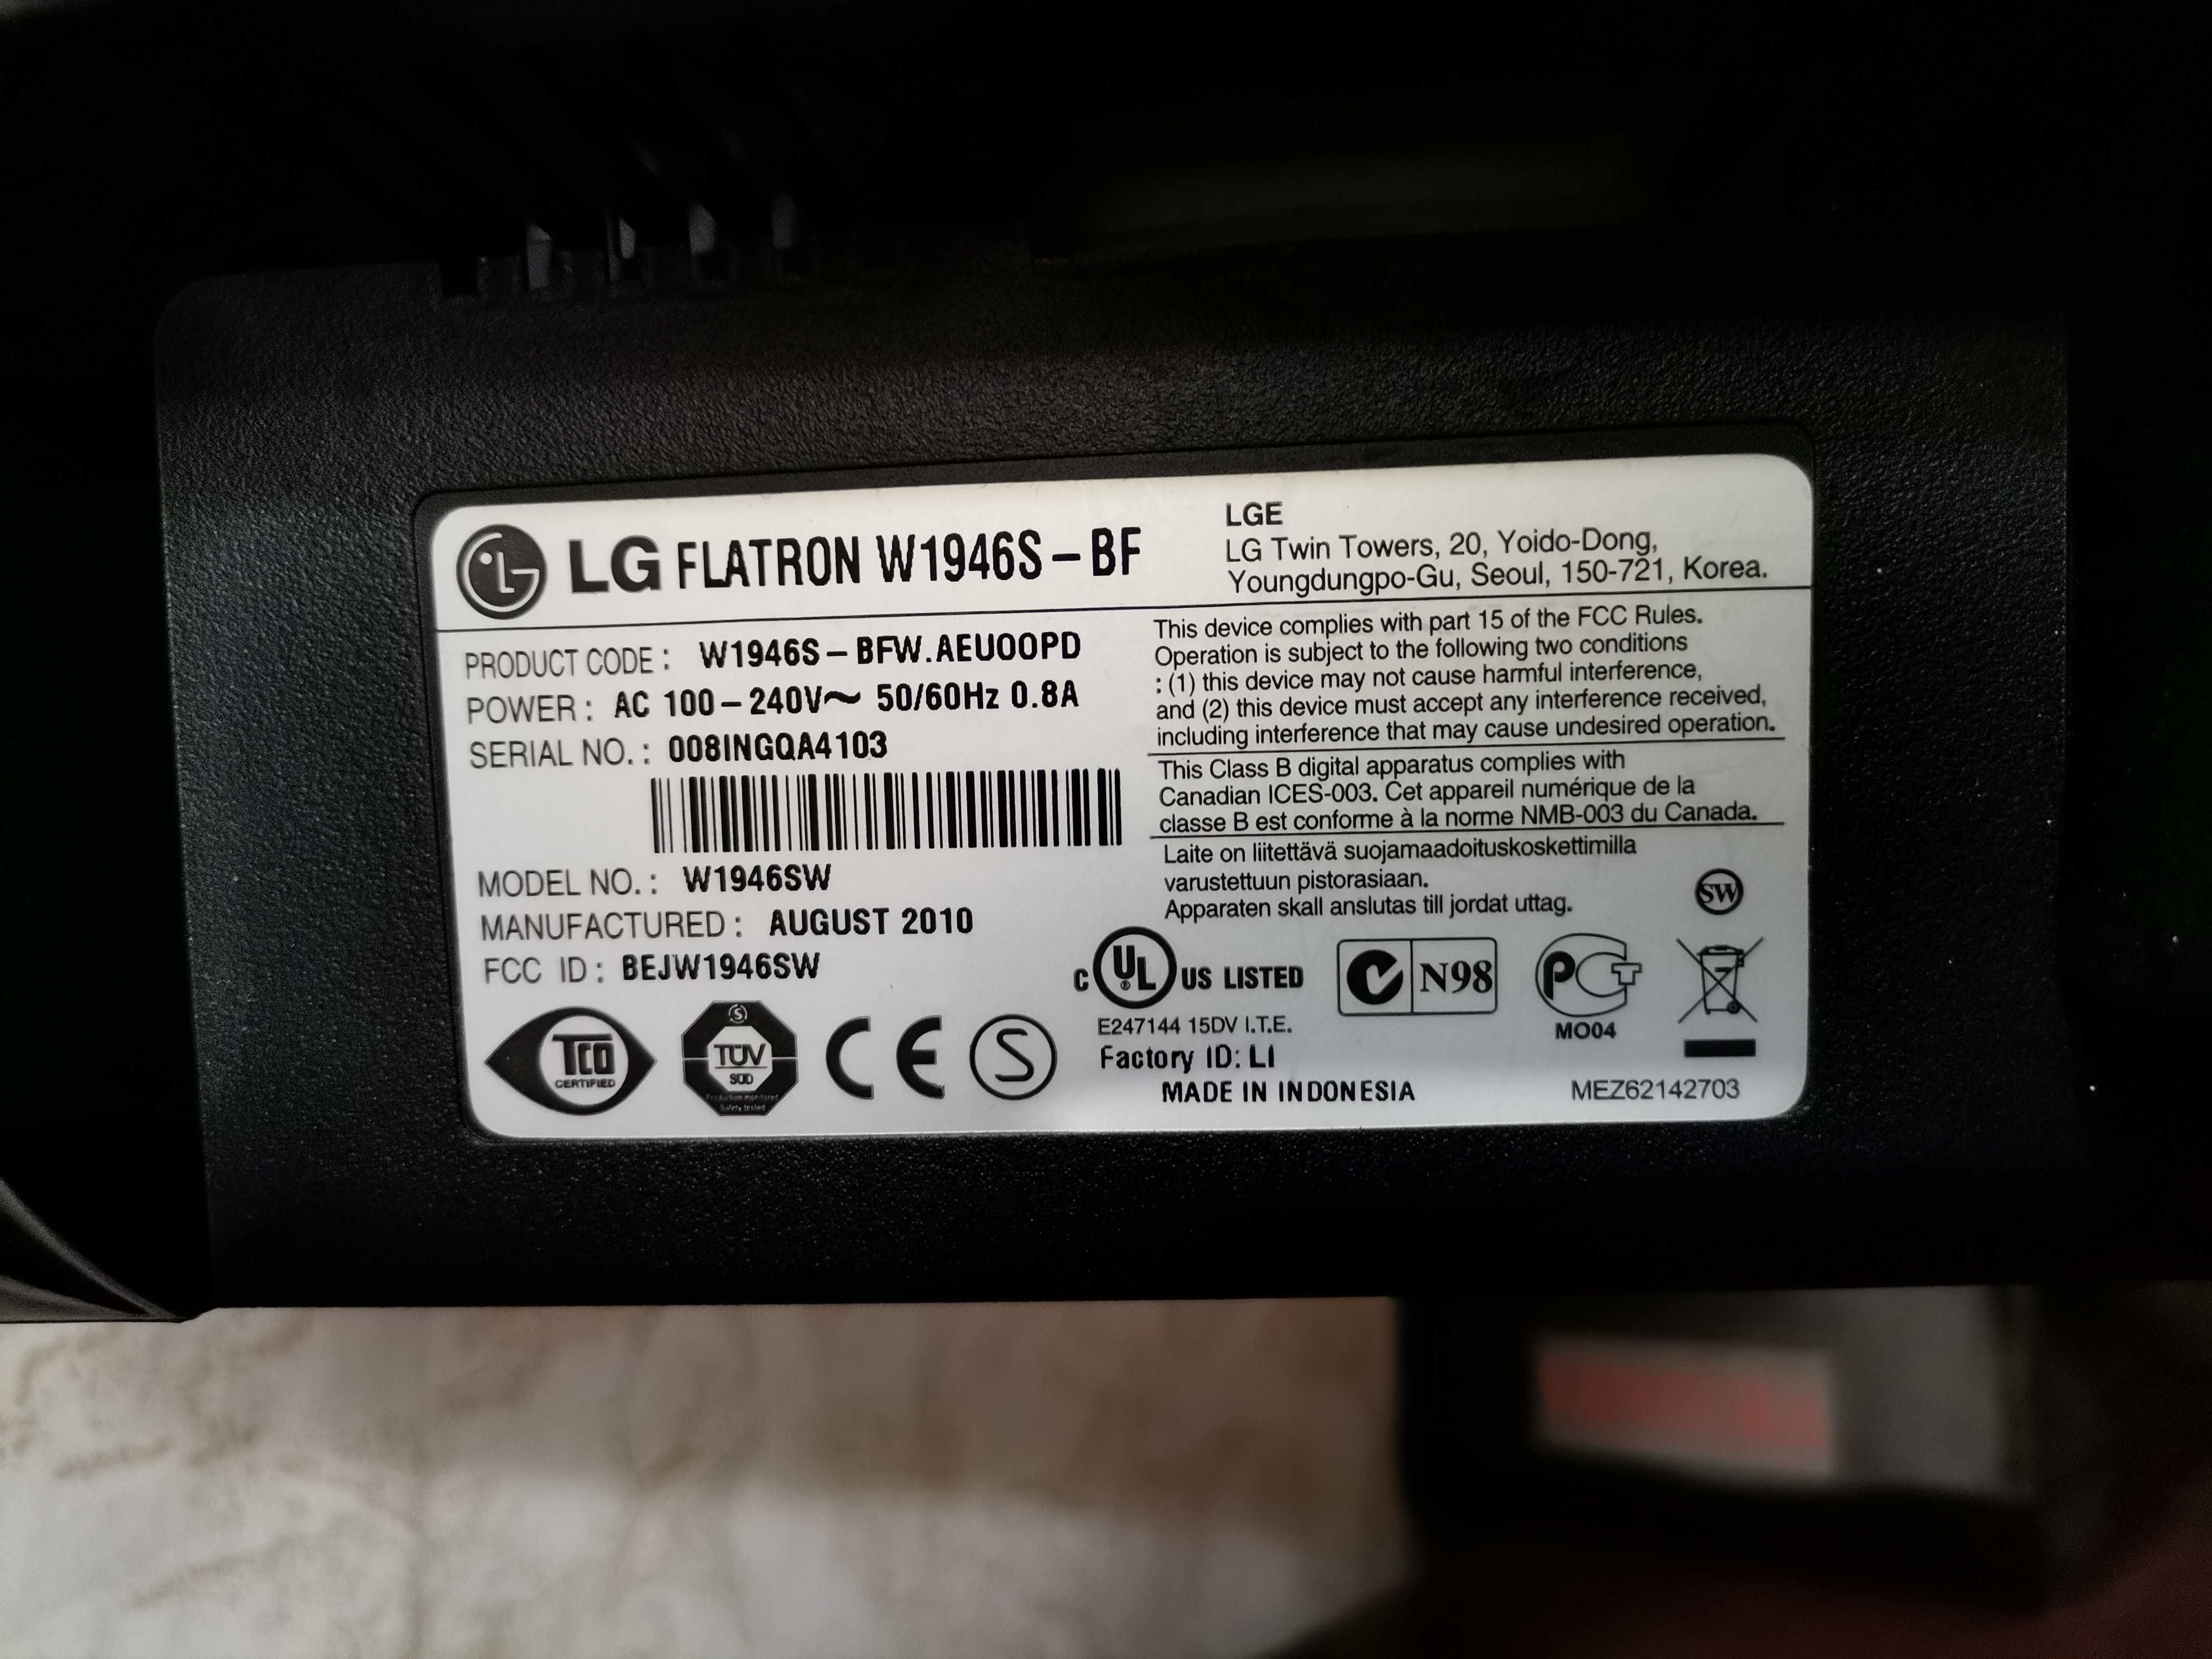 LG FLATRON W1946S-BF
LGE
LG Twin Towers, 20, Yoido-Dong,
Youngdungpo-Gu, Seoul, 150-721, Korea.
PRODUCT CODE: W1946S-BFW.AEUOOPD
POWER: AC 100-240V~ 50/60Hz 0.8A
SERIAL NO.: 008INGQA4103
MODEL NO.: W1946SW
MANUFACTURED: AUGUST 2010
FCC ID: BEJW1946SW
This device complies with part 15 of the FCC Rules.
Operation is subject to the following two conditions
: (1) this device may not cause harmful interference,
and (2) this device must accept any interference received,
including interference that may cause undesired operation.
This Class B digital apparatus complies with
Canadian ICES-003. Cet appareil numérique de la
classe B est conforme à la norme NMB-003 du Canada.
Laite on liitettävä suojamaadoituskoskettimilla
varustettuun pistorasiaan.
Apparaten skall anslutas till jordat uttag.
SW
TCO
CERTIFIED
S
TÜV
SÜD
Production monitored
Safety tested
CE
S
C UL® US LISTED
E247144 15DV I.T.E.
Factory ID: LI
MADE IN INDONESIA
N98
РСТ
MO04
MEZ62142703